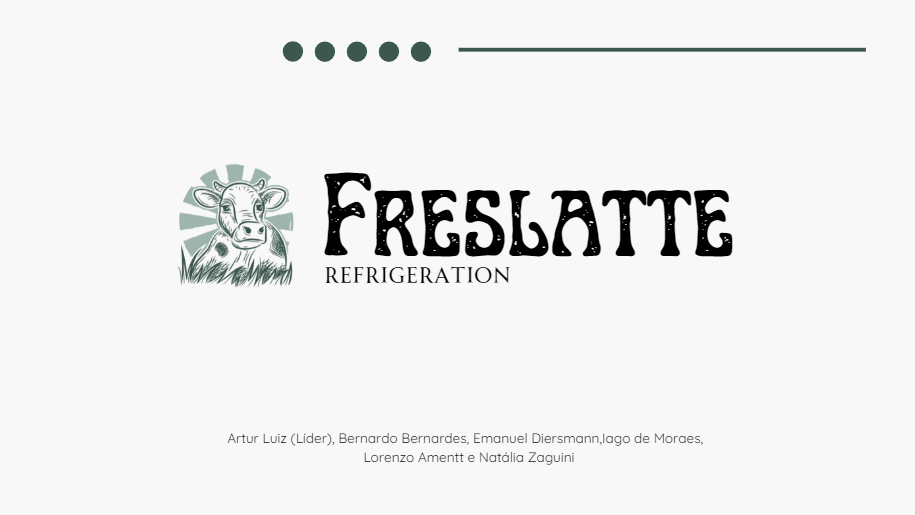 FRESLATTE
REFRIGERATION
Artur Luiz (Líder), Bernardo Bernardes, Emanuel Diersmann,Iago de Moraes,
Lorenzo Amentt e Natália Zaguini